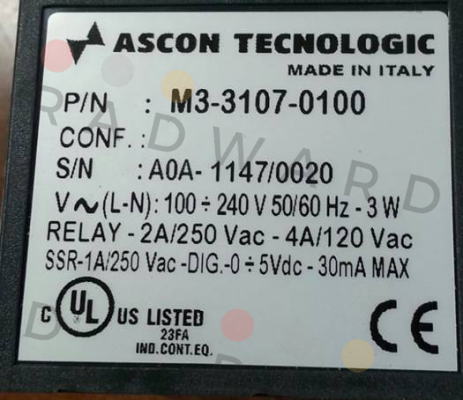 ASCON TECNOLOGIC
MADE IN ITALY
P/N : M3-3107-0100
CONF. :
S/N : A0A- 1147/0020
V~(L-N): 100 ÷ 240 V 50/60 Hz - 3 W
RELAY - 2A/250 Vac - 4A/120 Vac
SSR-1A/250 Vac -DIG.-0 ÷ 5Vdc - 30mA MAX
C UL US LISTED CE
23FA
IND.CONT.EQ.
RADWARD
RADWARD